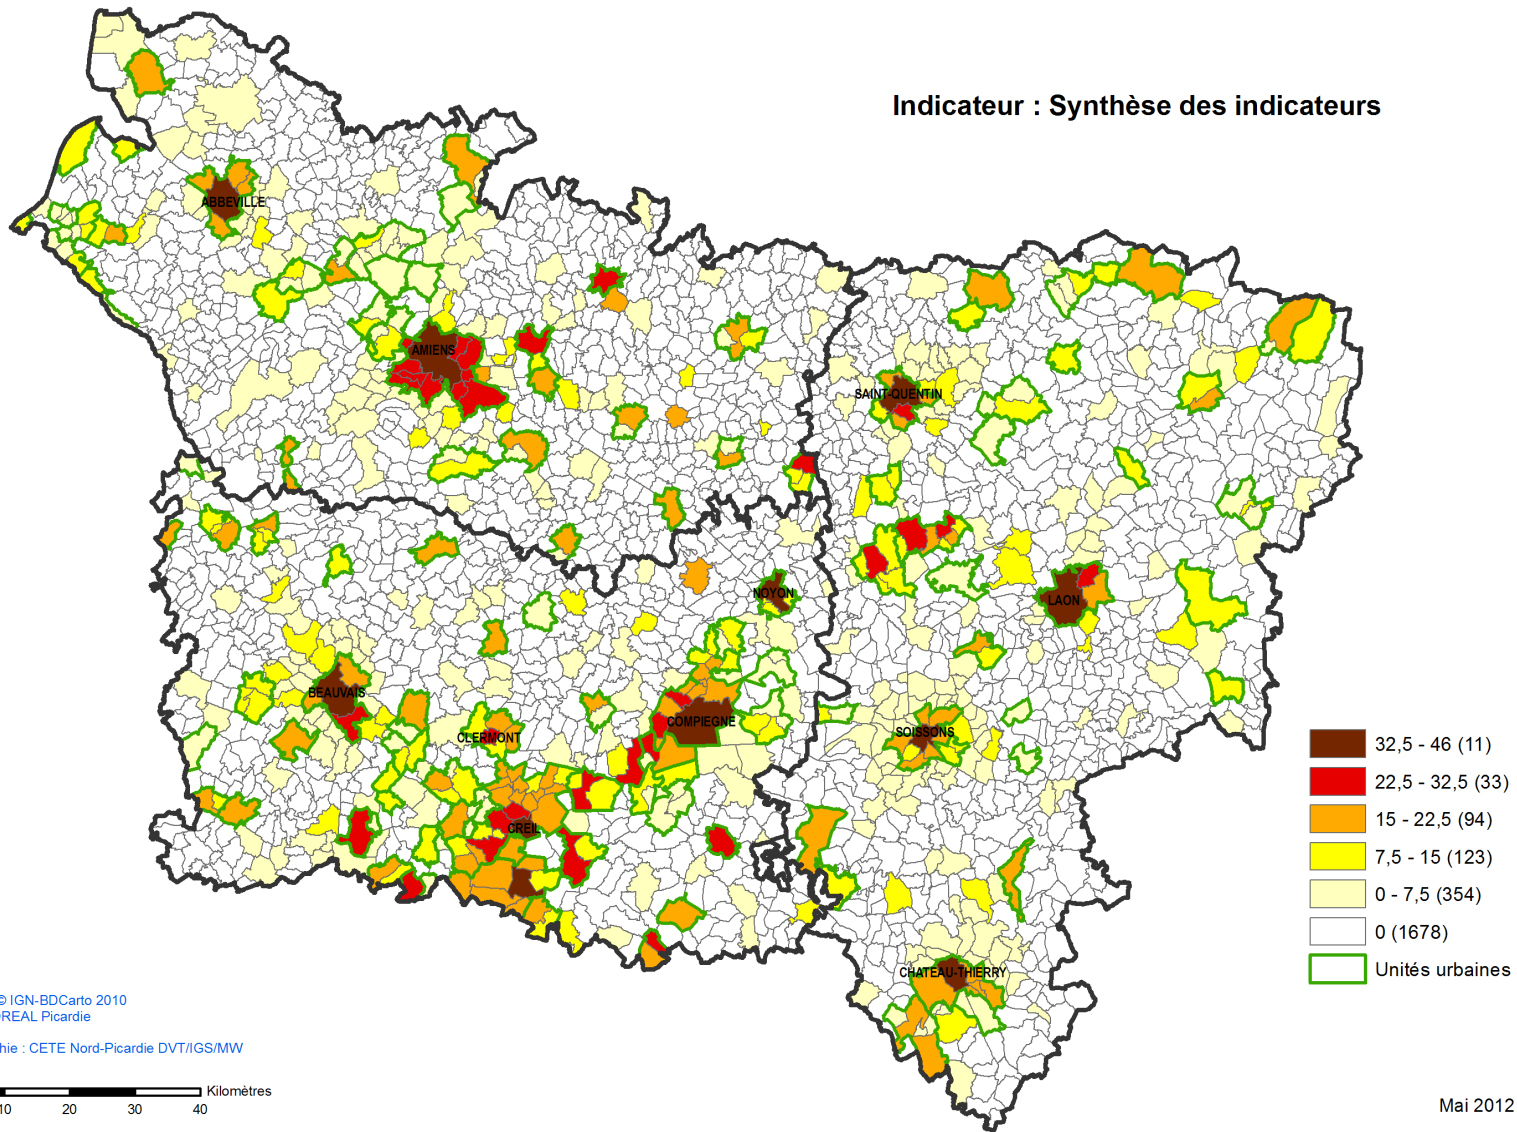 Indicateur : Synthèse des indicateurs
ABBEVILLE
AMIENS
SAINT-QUENTIN
NOYON
LAON
BEAUVAIS
COMPIEGNE
CLERMONT
SOISSONS
CREIL
CHATEAU-THIERRY
32,5 - 46 (11)
22,5 - 32,5 (33)
15 - 22,5 (94)
7,5 - 15 (123)
0 - 7,5 (354)
0 (1678)
Unités urbaines
© IGN-BDCarto 2010
DREAL Picardie
hie : CETE Nord-Picardie DVT/IGS/MW
Kilomètres
10 20 30 40
Mai 2012